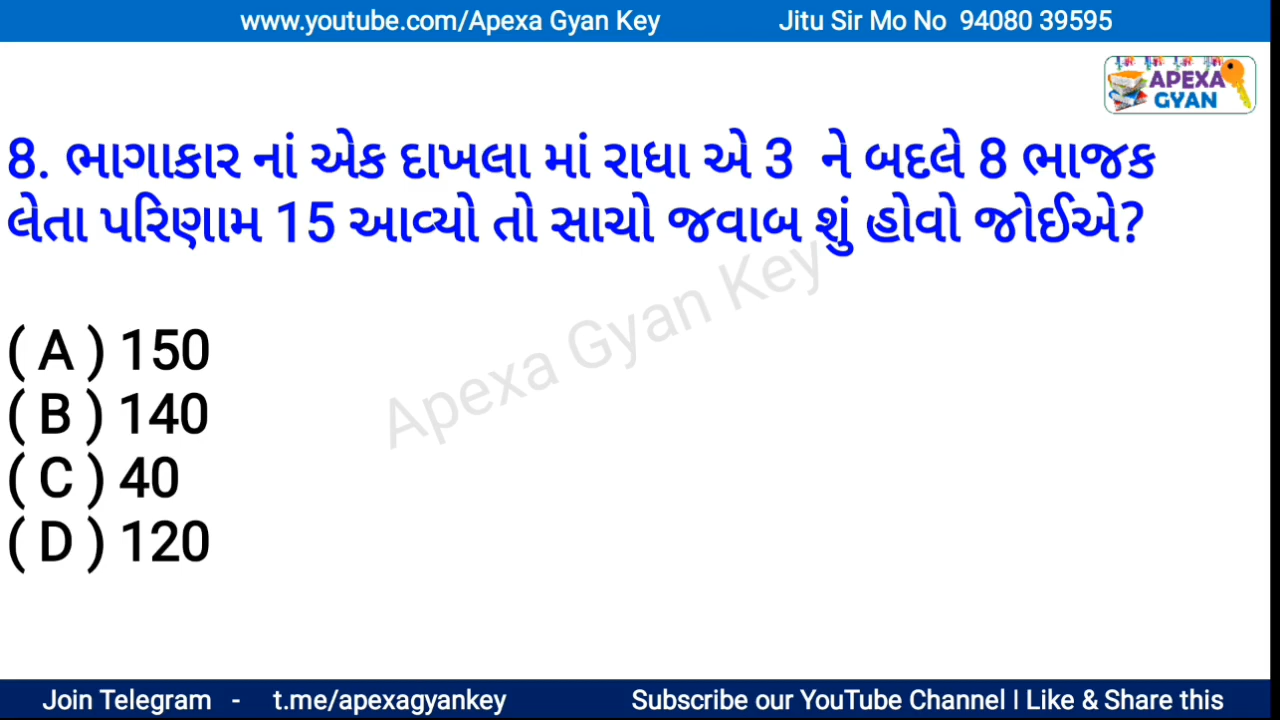 www.youtube.com/Apexa Gyan Key Jitu Sir Mo No 94080 39595
APEXA
GYAN
8. ભાગાકાર નાં એક દાખલા માં રાધા એ 3 ને બદલે 8 ભાજક
લેતા પરિણામ 15 આવ્યો તો સાચો જવાબ શું હોવો જોઈએ?
Apexa Gyan Key
( A ) 150
( B ) 140
( C ) 40
( D ) 120
Join Telegram - t.me/apexagyankey Subscribe our YouTube Channel | Like & Share this